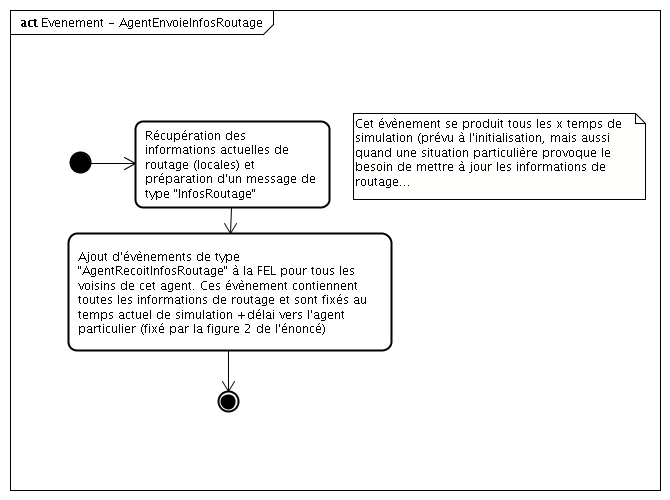 act Evenement - AgentEnvoieInfosRoutage
Récupération des
informations actuelles de
routage (locales) et
préparation d'un message de
type "InfosRoutage"
Cet évènement se produit tous les x temps de
simulation (prévu à l'initialisation, mais aussi
quand une situation particulière provoque le
besoin de mettre à jour les informations de
routage...
Ajout d'évènements de type
"AgentRecoitInfosRoutage" à la FEL pour tous les
voisins de cet agent. Ces évènement contiennent
toutes les informations de routage et sont fixés au
temps actuel de simulation + délai vers l'agent
particulier (fixé par la figure 2 de l'énoncé)